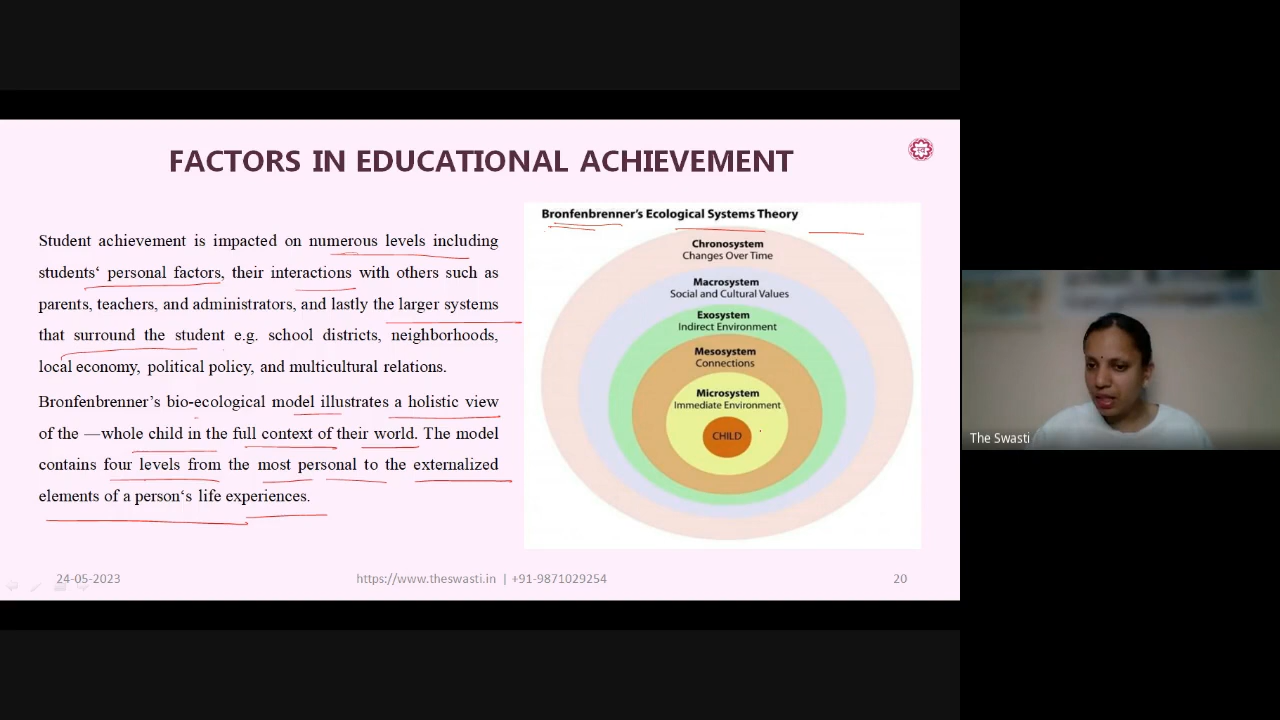 FACTORS IN EDUCATIONAL ACHIEVEMENT
Student achievement is impacted on numerous levels including
students‘ personal factors, their interactions with others such as
parents, teachers, and administrators, and lastly the larger systems
that surround the student e.g. school districts, neighborhoods,
local economy, political policy, and multicultural relations.
Bronfenbrenner’s bio-ecological model illustrates a holistic view
of the ―whole child in the full context of their world. The model
contains four levels from the most personal to the externalized
elements of a person‘s life experiences.
Bronfenbrenner’s Ecological Systems Theory
Chronosystem
Changes Over Time
Macrosystem
Social and Cultural Values
Exosystem
Indirect Environment
Mesosystem
Connections
Microsystem
Immediate Environment
CHILD
24-05-2023
https://www.theswasti.in | +91-9871029254
20
The Swasti